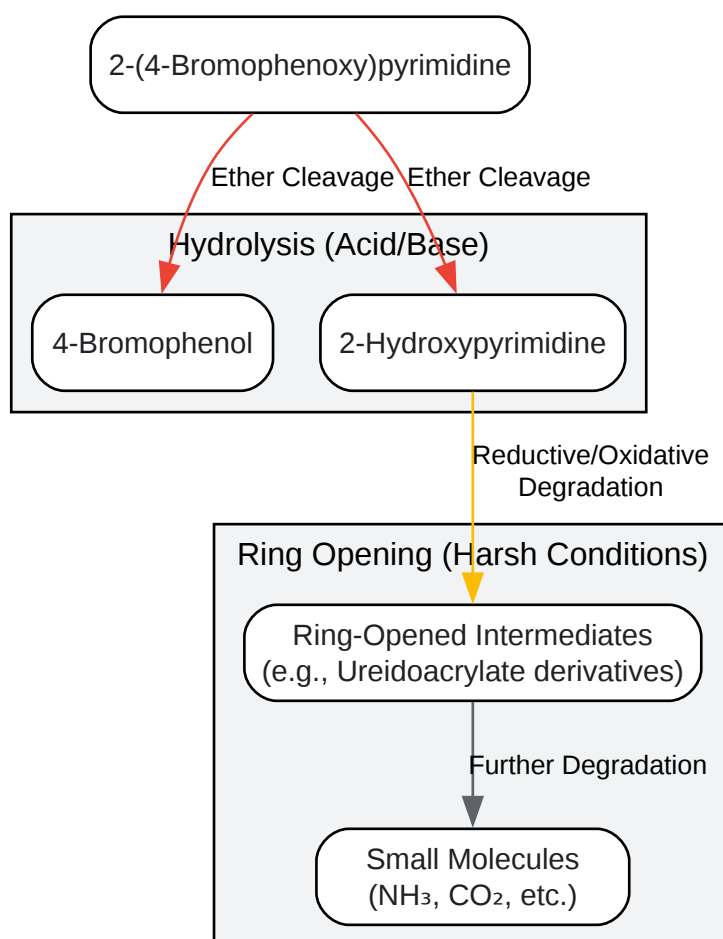 2-(4-Bromophenoxy)pyrimidine
Ether Cleavage
Ether Cleavage
Hydrolysis (Acid/Base)
4-Bromophenol
2-Hydroxypyrimidine
Reductive/Oxidative
Degradation
Ring Opening (Harsh Conditions)
Ring-Opened Intermediates
(e.g., Ureidoacrylate derivatives)
Further Degradation
Small Molecules
(NH₃, CO₂, etc.)